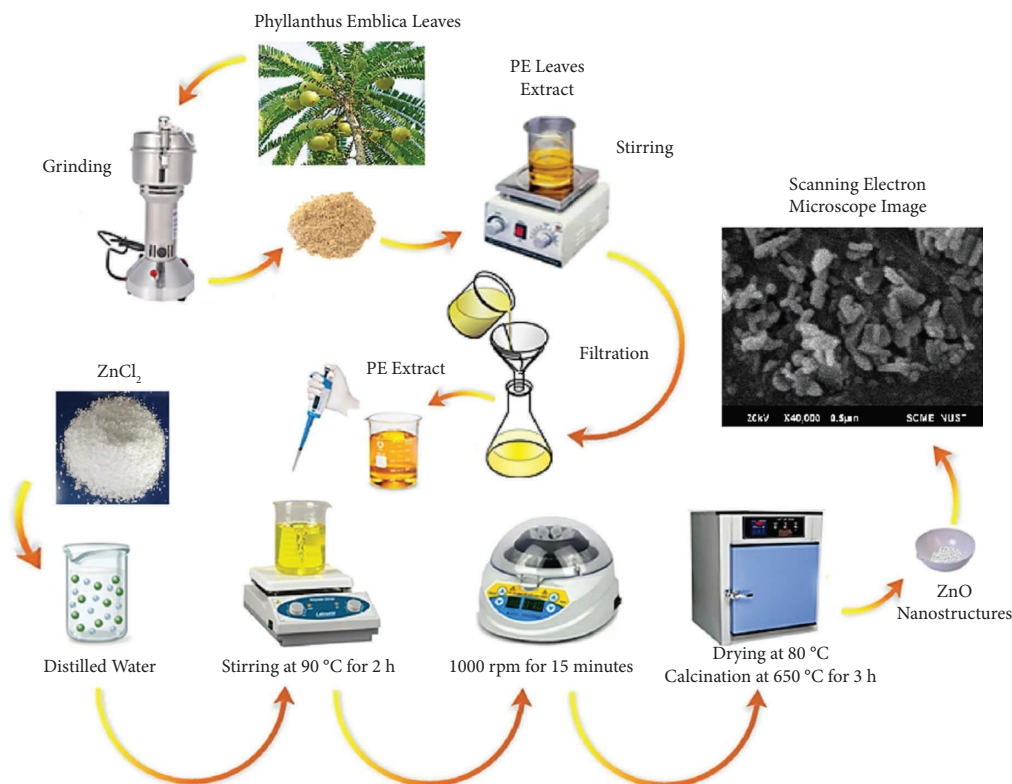 Phyllanthus Emblica Leaves
Grinding
PE Leaves
Extract
Stirring
Scanning Electron
Microscope Image
20kV X40,000 0.5µm SCME NUST
Filtration
PE Extract
ZnCl₂
Distilled Water
Stirring at 90 °C for 2 h
1000 rpm for 15 minutes
Drying at 80 °C
Calcination at 650 °C for 3 h
ZnO
Nanostructures